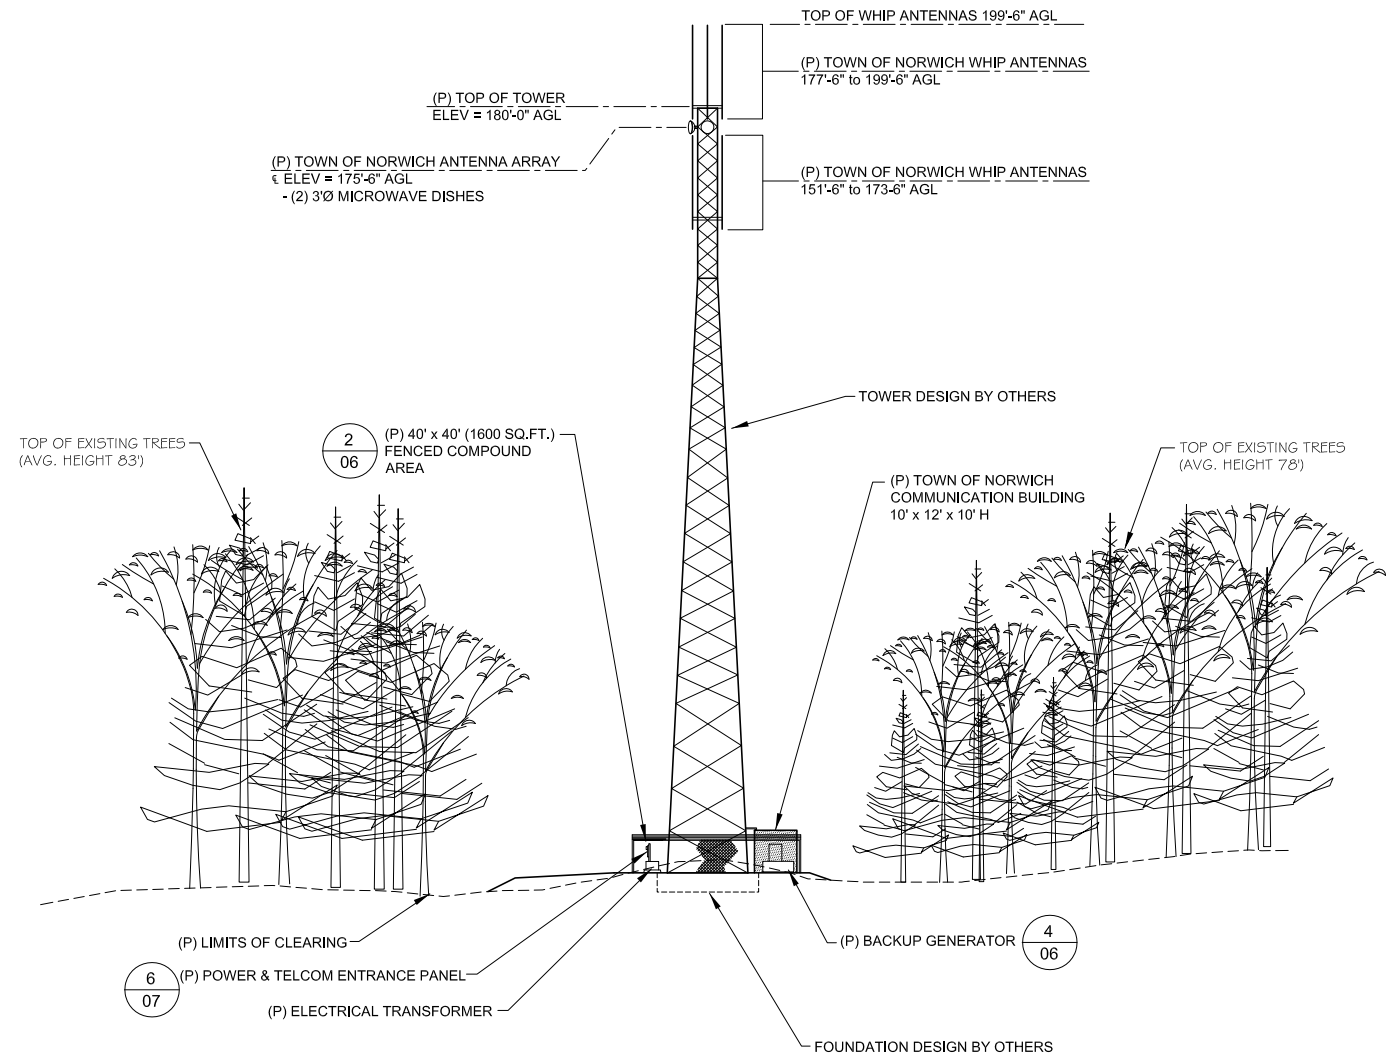 TOP OF WHIP ANTENNAS 199'-6" AGL
(P) TOWN OF NORWICH WHIP ANTENNAS
177'-6" to 199'-6" AGL
(P) TOP OF TOWER
ELEV = 180'-0" AGL
(P) TOWN OF NORWICH ANTENNA ARRAY
℄ ELEV = 175'-6" AGL
- (2) 3'Ø MICROWAVE DISHES
(P) TOWN OF NORWICH WHIP ANTENNAS
151'-6" to 173-6" AGL
TOWER DESIGN BY OTHERS
2
06
(P) 40' x 40' (1600 SQ.FT.)
FENCED COMPOUND
AREA
TOP OF EXISTING TREES
(AVG. HEIGHT 83')
TOP OF EXISTING TREES
(AVG. HEIGHT 78')
(P) TOWN OF NORWICH
COMMUNICATION BUILDING
10' x 12' x 10' H
(P) LIMITS OF CLEARING
6
07
(P) POWER & TELCOM ENTRANCE PANEL
(P) ELECTRICAL TRANSFORMER
(P) BACKUP GENERATOR
4
06
FOUNDATION DESIGN BY OTHERS